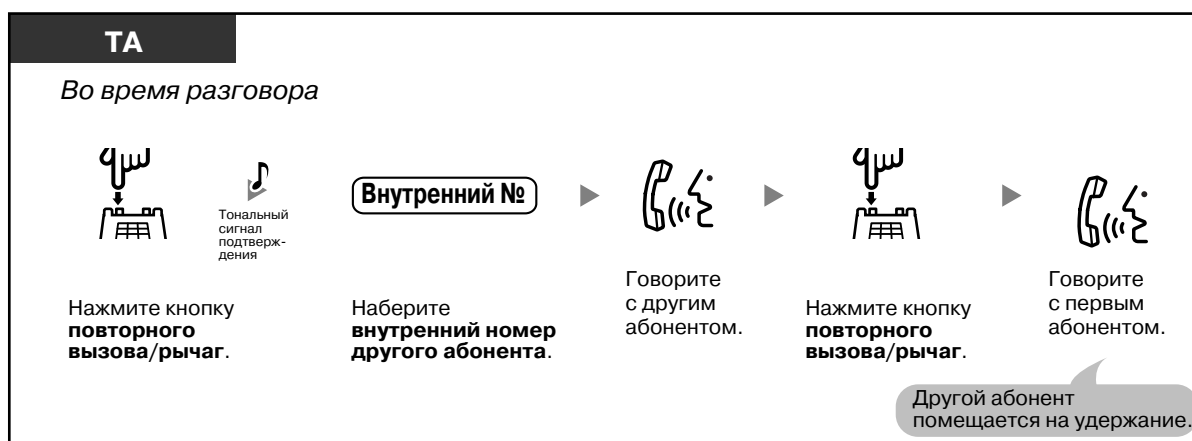 ТА
Во время разговора
Тональный
сигнал
подтверж-
дения
Внутренний №
Нажмите кнопку
повторного
вызова/рычаг.
Наберите
внутренний номер
другого абонента.
Говорите
с другим
абонентом.
Нажмите кнопку
повторного
вызова/рычаг.
Говорите
с первым
абонентом.
Другой абонент
помещается на удержание.